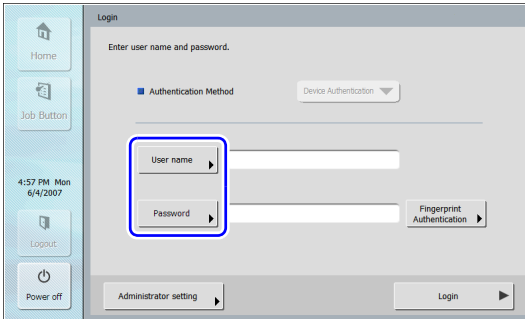 Login
Enter user name and password.
Home
Authentication Method
Device Authentication
Job Button
User name
4:57 PM Mon
6/4/2007
Password
Fingerprint
Authentication
Logout
Power off
Administrator setting
Login